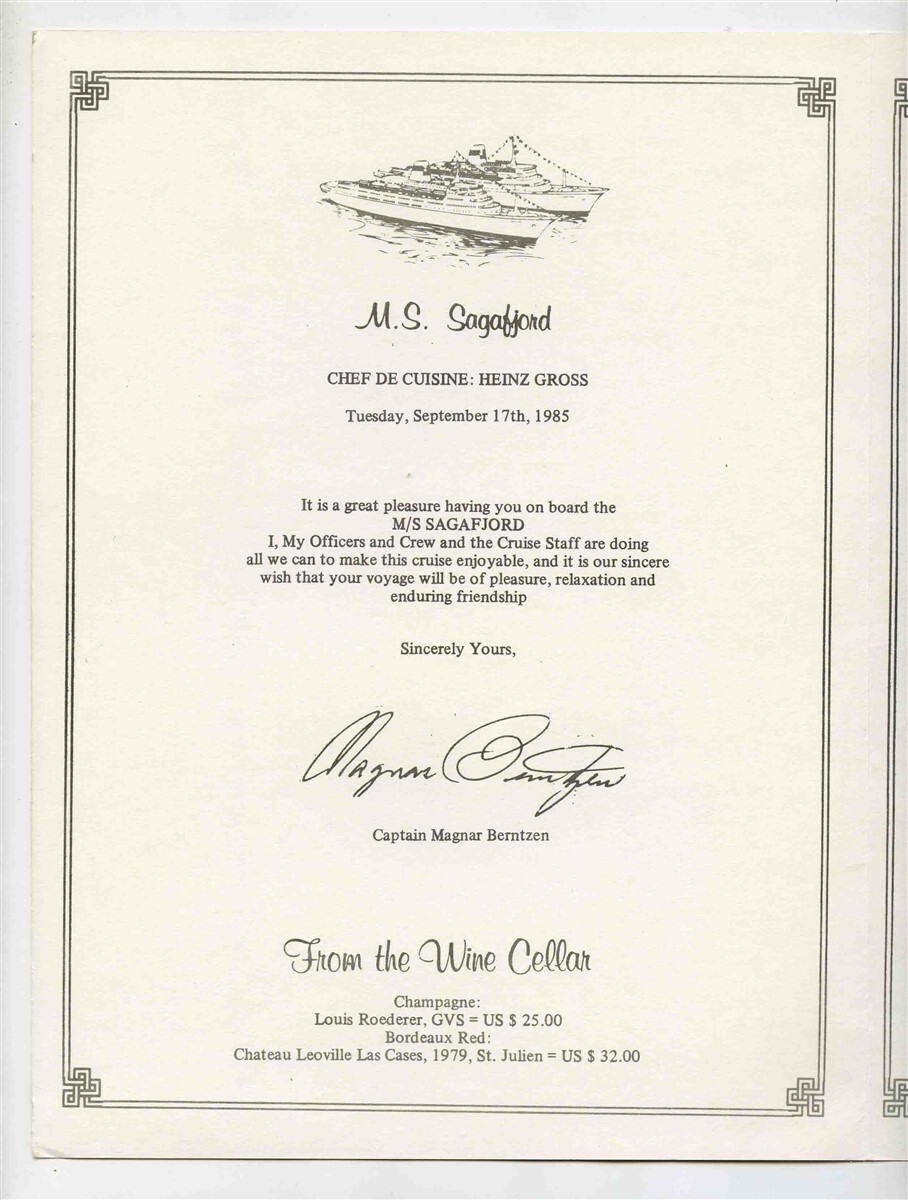 M.S. Sagafjord
CHEF DE CUISINE: HEINZ GROSS
Tuesday, September 17th, 1985
It is a great pleasure having you on board the
M/S SAGAFJORD
I, My Officers and Crew and the Cruise Staff are doing
all we can to make this cruise enjoyable, and it is our sincere
wish that your voyage will be of pleasure, relaxation and
enduring friendship
Sincerely Yours,
Magnar Berntzen
Captain Magnar Berntzen
From the Wine Cellar
Champagne:
Louis Roederer, GVS = US $ 25.00
Bordeaux Red:
Chateau Leoville Las Cases, 1979, St. Julien = US $ 32.00